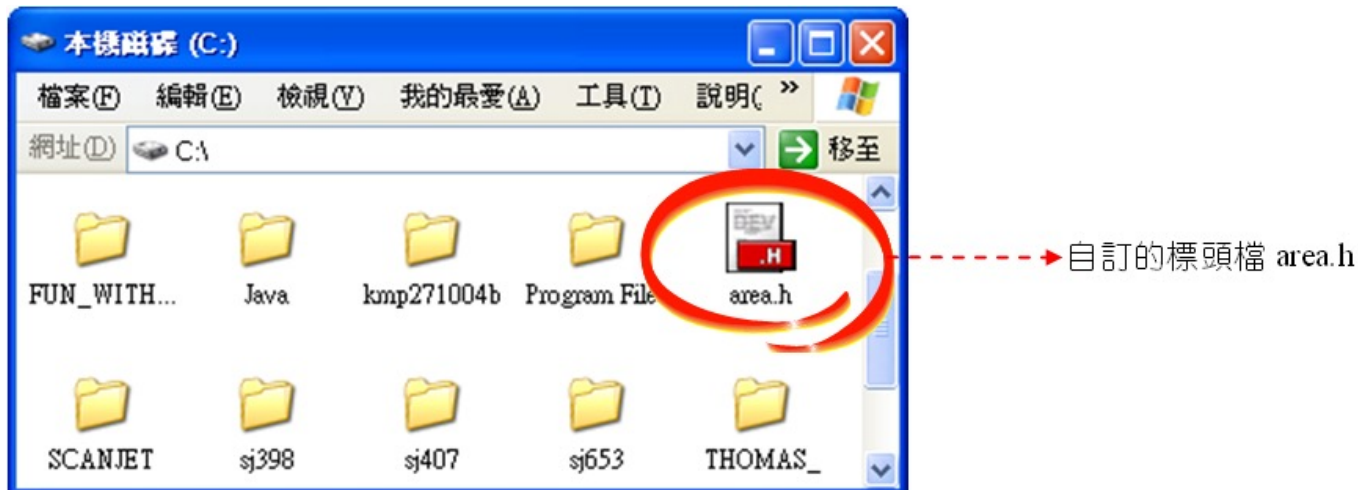 本機磁碟 (C:)
檔案(F) 編輯(E) 檢視(V) 我的最愛(A) 工具(T) 說明( »
網址(D) C:\ 移至
DEV
.H
FUN_WITH... Java kmp271004b Program File area.h
自訂的標頭檔 area.h
SCANJET sj398 sj407 sj653 THOMAS_